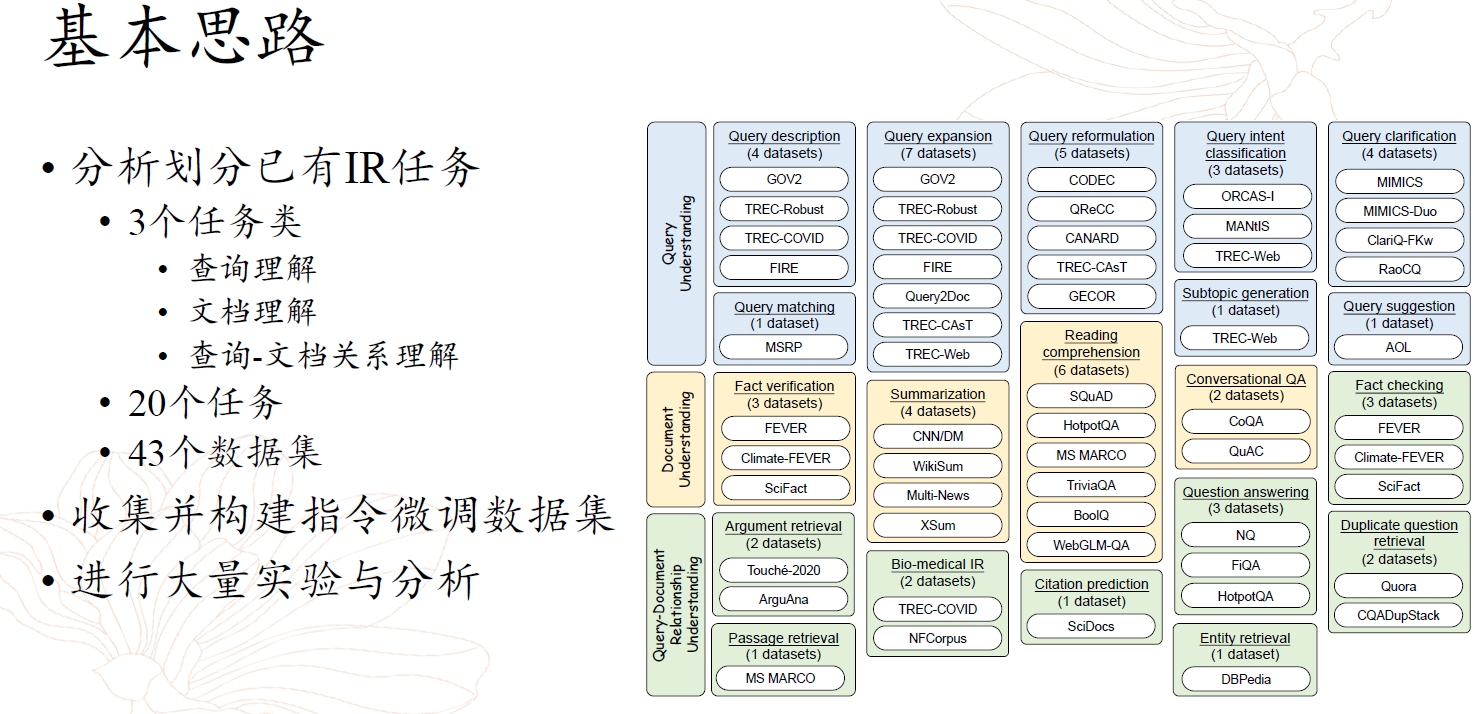 基本思路
• 分析划分已有IR任务
• 3个任务类
• 查询理解
• 文档理解
• 查询-文档关系理解
• 20个任务
• 43个数据集
• 收集并构建指令微调数据集
• 进行大量实验与分析
Query
Understanding
Query description
(4 datasets)
GOV2
TREC-Robust
TREC-COVID
FIRE
Query matching
(1 dataset)
MSRP
Query expansion
(7 datasets)
GOV2
TREC-Robust
TREC-COVID
FIRE
Query2Doc
TREC-CAsT
TREC-Web
Query reformulation
(5 datasets)
CODEC
QReCC
CANARD
TREC-CAsT
GECOR
Query intent
classification
(3 datasets)
ORCAS-I
MANtIS
TREC-Web
Subtopic generation
(1 dataset)
TREC-Web
Query clarification
(4 datasets)
MIMICS
MIMICS-Duo
ClariQ-FKw
RaoCQ
Query suggestion
(1 dataset)
AOL
Document
Understanding
Fact verification
(3 datasets)
FEVER
Climate-FEVER
SciFact
Summarization
(4 datasets)
CNN/DM
WikiSum
Multi-News
XSum
Reading
comprehension
(6 datasets)
SQuAD
HotpotQA
MS MARCO
TriviaQA
BoolQ
WebGLM-QA
Conversational QA
(2 datasets)
CoQA
QuAC
Query-Document
Relationship
Understanding
Argument retrieval
(2 datasets)
Touché-2020
ArguAna
Passage retrieval
(1 datasets)
MS MARCO
Bio-medical IR
(2 datasets)
TREC-COVID
NFCorpus
Citation prediction
(1 dataset)
SciDocs
Question answering
(3 datasets)
NQ
FiQA
HotpotQA
Entity retrieval
(1 dataset)
DBPedia
Fact checking
(3 datasets)
FEVER
Climate-FEVER
SciFact
Duplicate question
retrieval
(2 datasets)
Quora
CQADupStack